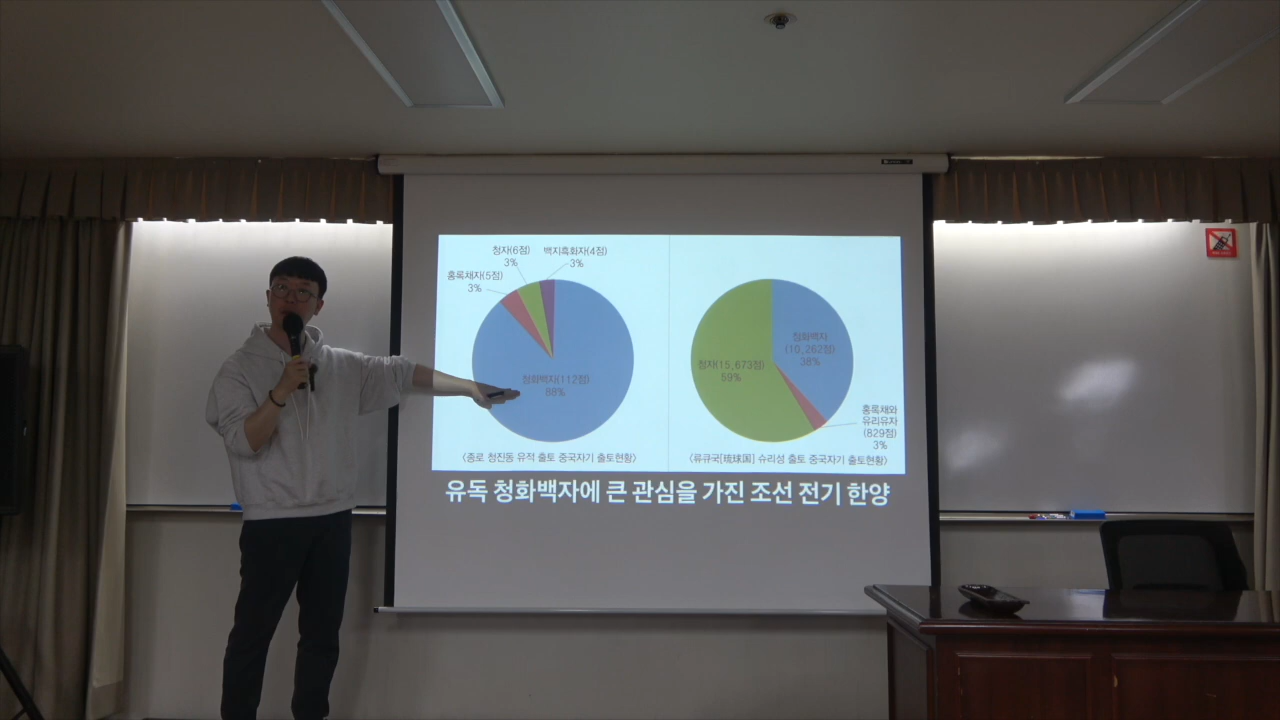 청자(6점)
3%
백지흑화자(4점)
3%
홍록채자(5점)
3%
청화백자(112점)
88%
<종로 청진동 유적 출토 중국자기 출토현황>
청화백자
(10,262점)
38%
청자(15,673점)
59%
홍록채와
유리유자
(829점)
3%
<류큐국[琉球国] 슈리성 출토 중국자기 출토현황>
유독 청화백자에 큰 관심을 가진 조선 전기 한양